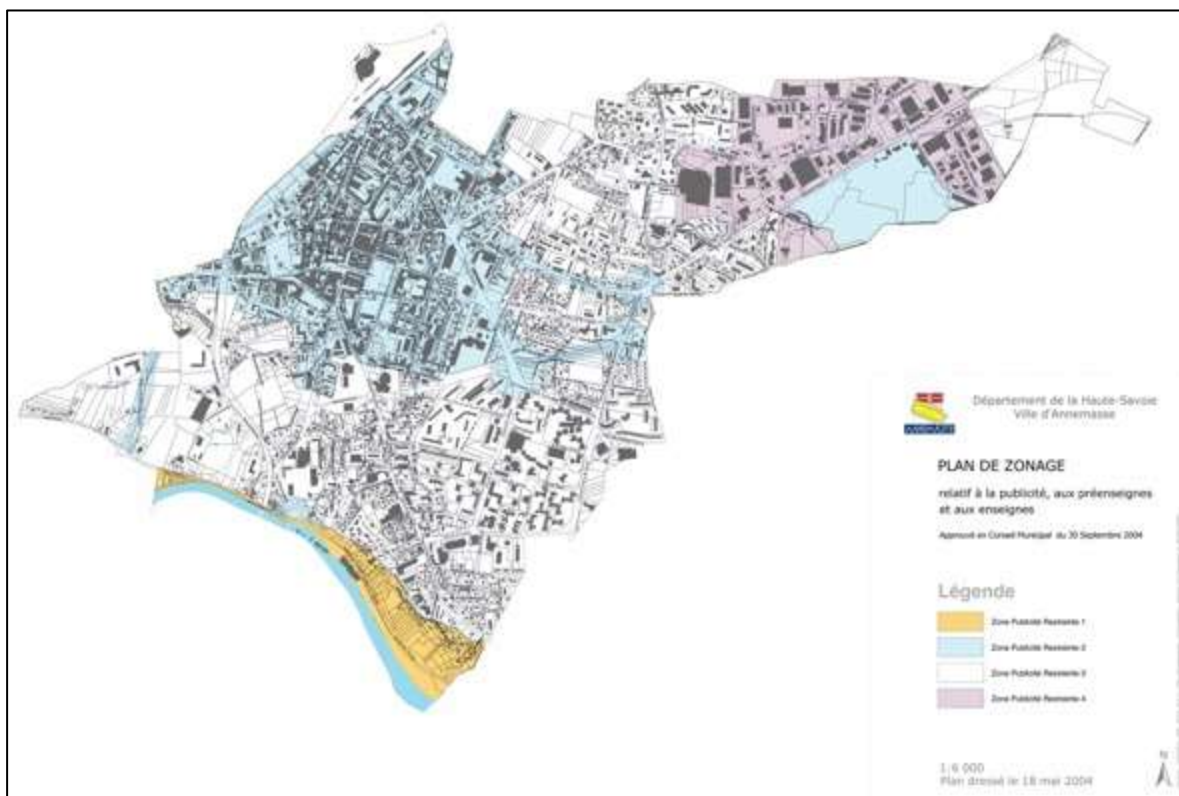 Département de la Haute-Savoie
Ville d'Annemasse
PLAN DE ZONAGE
relatif à la publicité, aux préenseignes
et aux enseignes
Approuvé en Conseil Municipal du 30 Septembre 2004
Légende
Zone Publicité Restreinte 1
Zone Publicité Restreinte 2
Zone Publicité Restreinte 3
Zone Publicité Restreinte 4
N
1:6 000
Plan dressé le 18 mai 2004